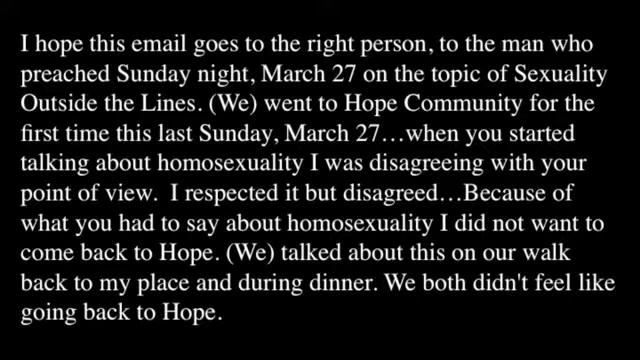 I hope this email goes to the right person, to the man who
preached Sunday night, March 27 on the topic of Sexuality
Outside the Lines. (We) went to Hope Community for the
first time this last Sunday, March 27…when you started
talking about homosexuality I was disagreeing with your
point of view.  I respected it but disagreed…Because of
what you had to say about homosexuality I did not want to
come back to Hope. (We) talked about this on our walk
back to my place and during dinner. We both didn't feel like
going back to Hope.